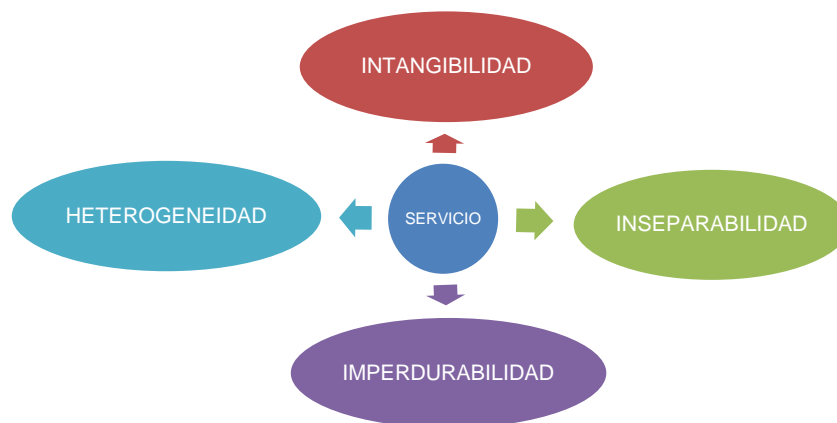 INTANGIBILIDAD
HETEROGENEIDAD
SERVICIO
INSEPARABILIDAD
IMPERDURABILIDAD